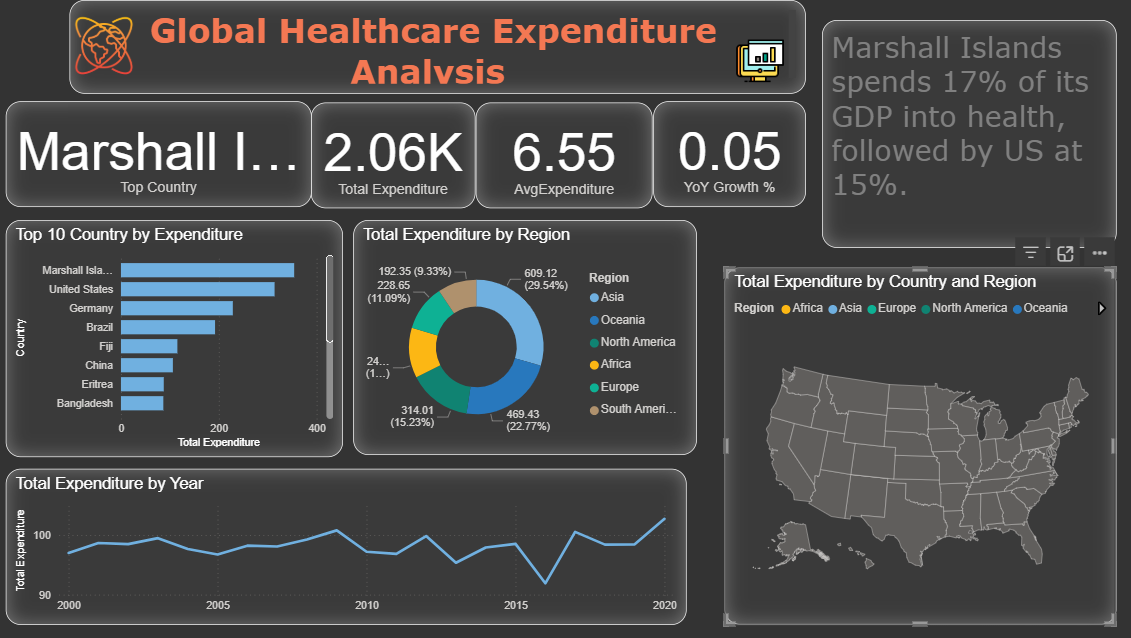 Global Healthcare Expenditure
Analysis
Marshall Islands
spends 17% of its
GDP into health,
followed by US at
15%.
Marshall I...
Top Country
2.06K
Total Expenditure
6.55
AvgExpenditure
0.05
YoY Growth %
Top 10 Country by Expenditure
Country
Marshall Isla...
United States
Germany
Brazil
Fiji
China
Eritrea
Bangladesh
0
200
400
Total Expenditure
Total Expenditure by Region
192.35 (9.33%)
228.65
(11.09%)
24...
(1...)
314.01
(15.23%)
469.43
(22.77%)
609.12
(29.54%)
Region
Asia
Oceania
North America
Africa
Europe
South Ameri...
Total Expenditure by Country and Region
Region
Africa
Asia
Europe
North America
Oceania
Total Expenditure by Year
Total Expenditure
100
90
2000
2005
2010
2015
2020